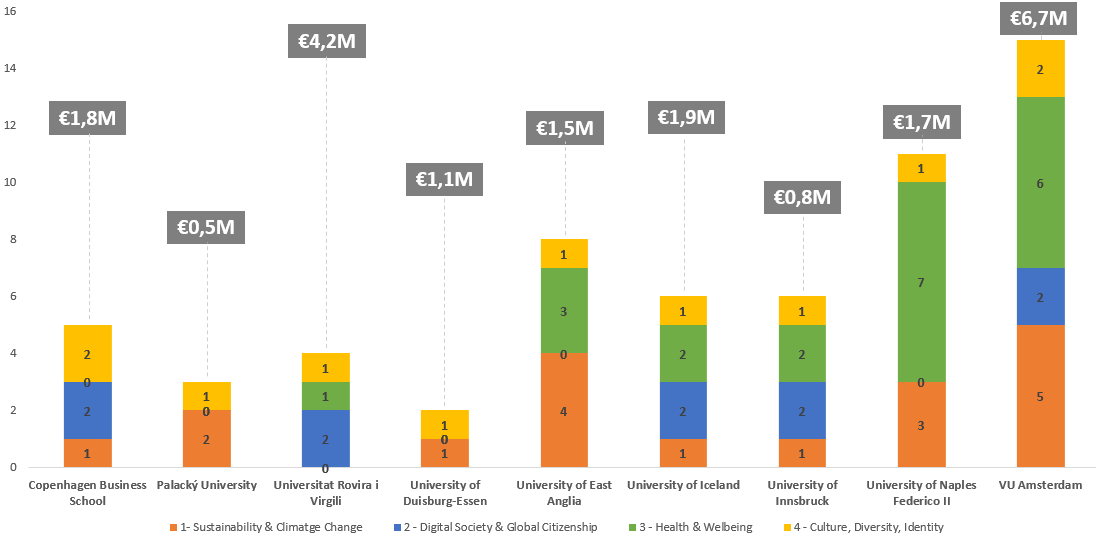 16
14
12
10
8
6
4
2
0
€1,8M
€0,5M
€4,2M
€1,1M
€1,5M
€1,9M
€0,8M
€1,7M
€6,7M
2
0
2
1
1
0
2
1
1
2
0
1
0
1
1
3
0
4
1
2
2
1
1
2
2
1
1
7
0
3
2
6
2
5
Copenhagen Business
School
Palacký University
Universitat Rovira i
Virgili
University of
Duisburg-Essen
University of East
Anglia
University of Iceland
University of
Innsbruck
University of Naples
Federico II
VU Amsterdam
1- Sustainability & Climatge Change
2 - Digital Society & Global Citizenship
3 - Health & Welbeing
4 - Culture, Diversity, Identity